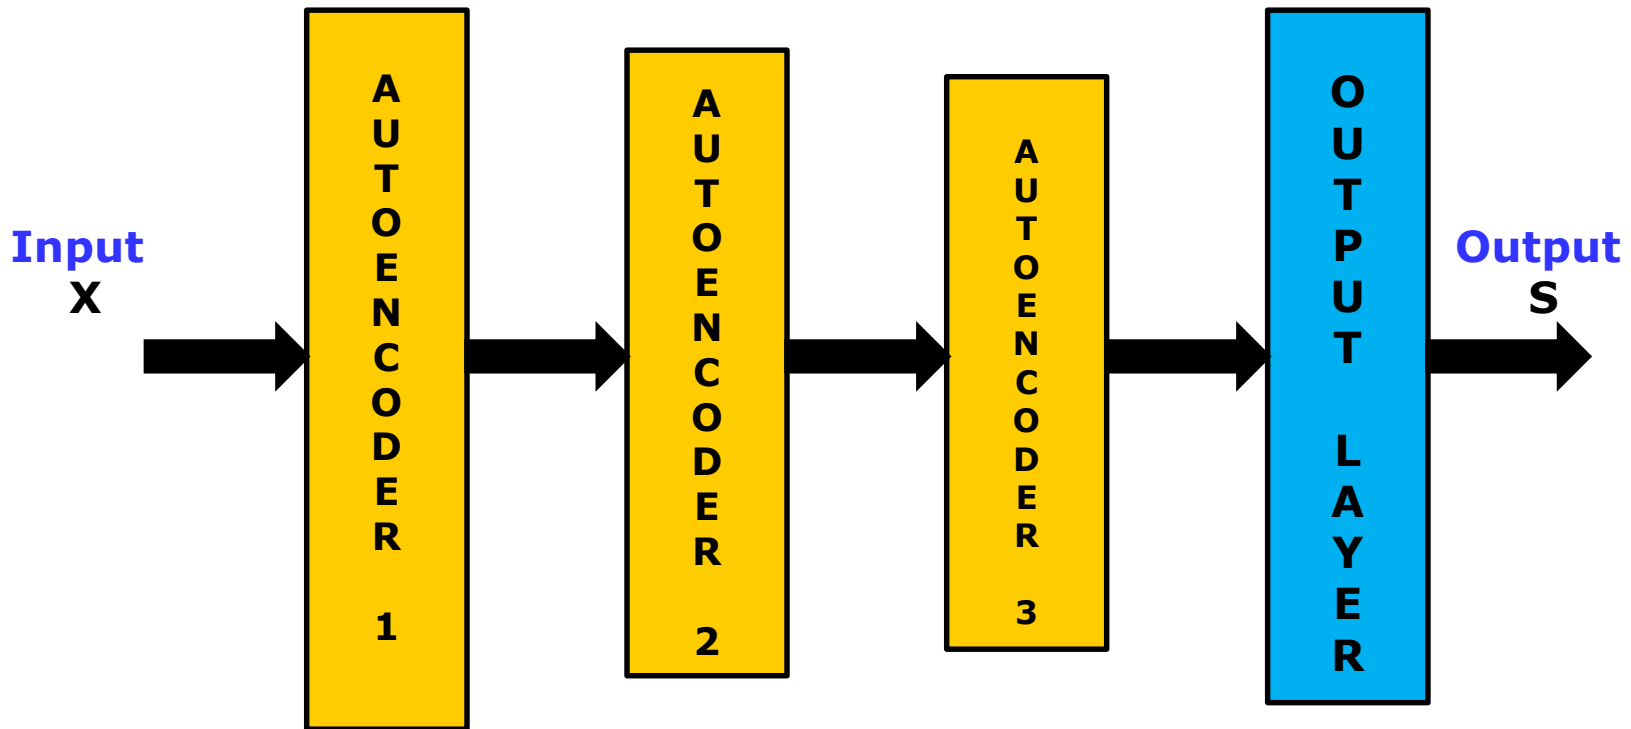 Input
X
AUTOENCODER 1
AUTOENCODER 2
AUTOENCODER 3
OUTPUT LAYER
Output
S